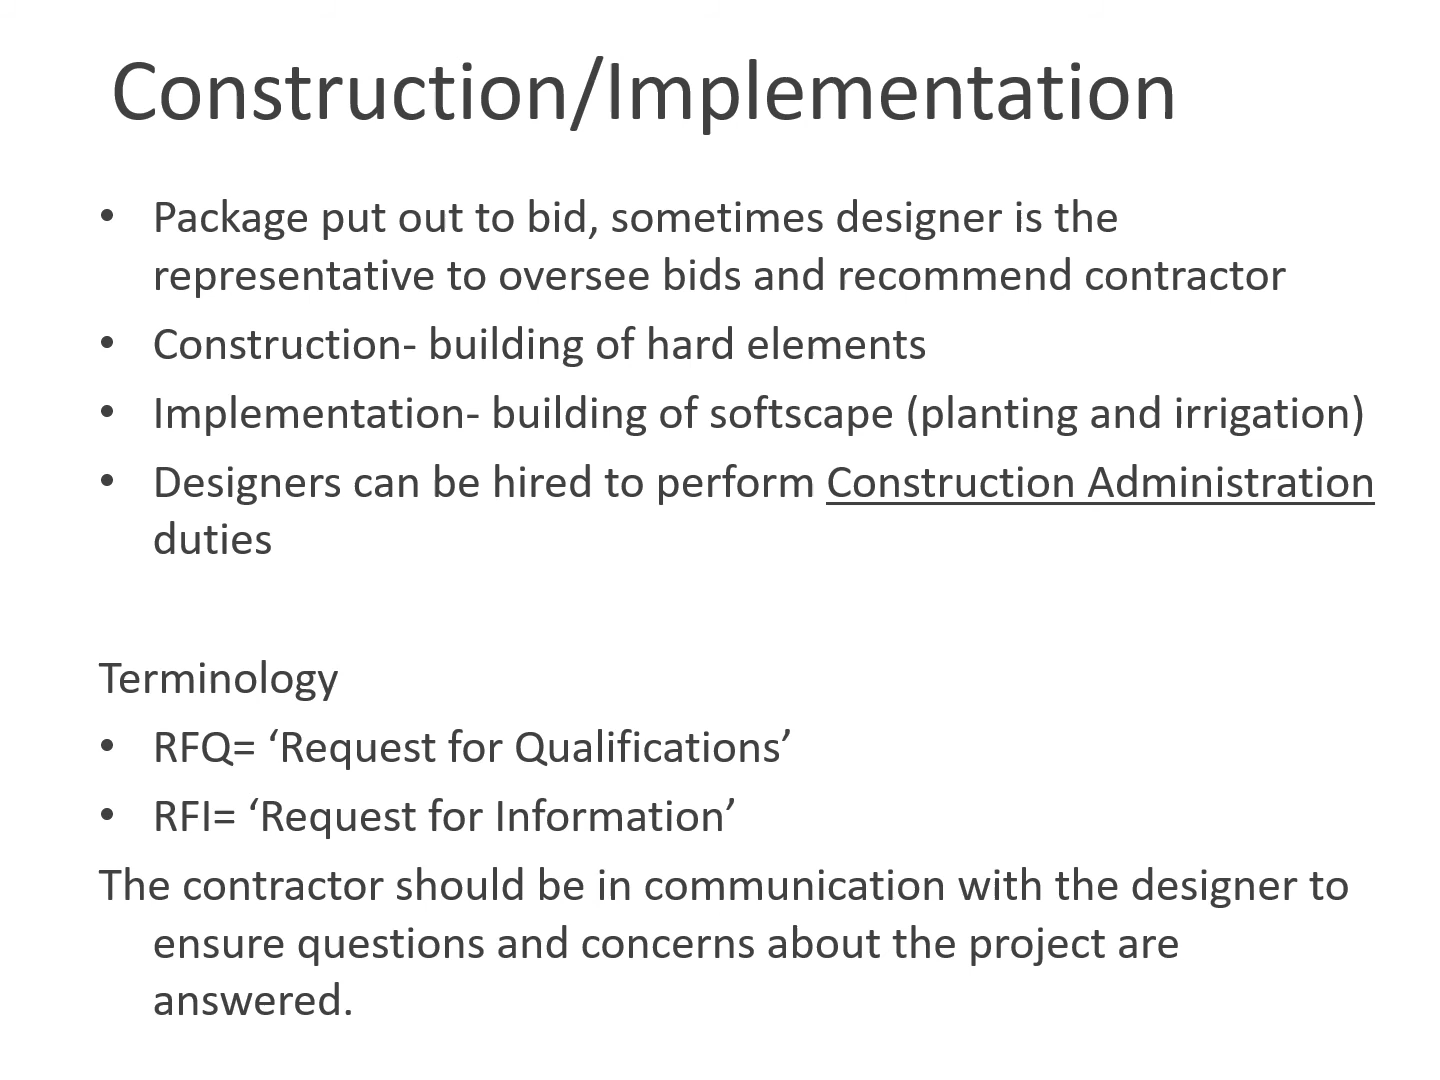 Construction/Implementation
• Package put out to bid, sometimes designer is the
representative to oversee bids and recommend contractor
• Construction- building of hard elements
• Implementation- building of softscape (planting and irrigation)
• Designers can be hired to perform Construction Administration
duties
Terminology
• RFQ= ‘Request for Qualifications’
• RFI= ‘Request for Information’
The contractor should be in communication with the designer to
ensure questions and concerns about the project are
answered.